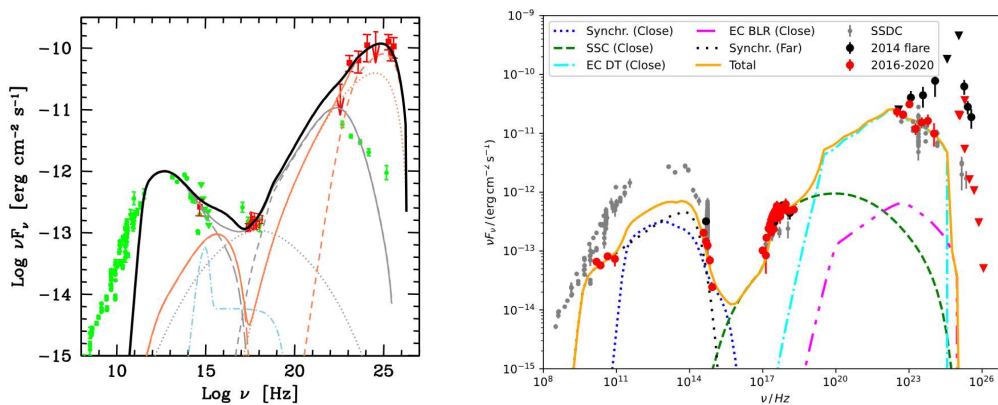 Log νFν [erg cm−2 s−1]
−10
−11
−12
−13
−14
−15
10
15
20
25
Log ν [Hz]
νFν/(erg cm−2 s−1)
10−9
10−10
10−11
10−12
10−13
10−14
10−15
Synchr. (Close)
SSC (Close)
EC DT (Close)
EC BLR (Close)
Synchr. (Far)
Total
SSDC
2014 flare
2016-2020
108
1011
1014
1017
1020
1023
1026
ν/Hz